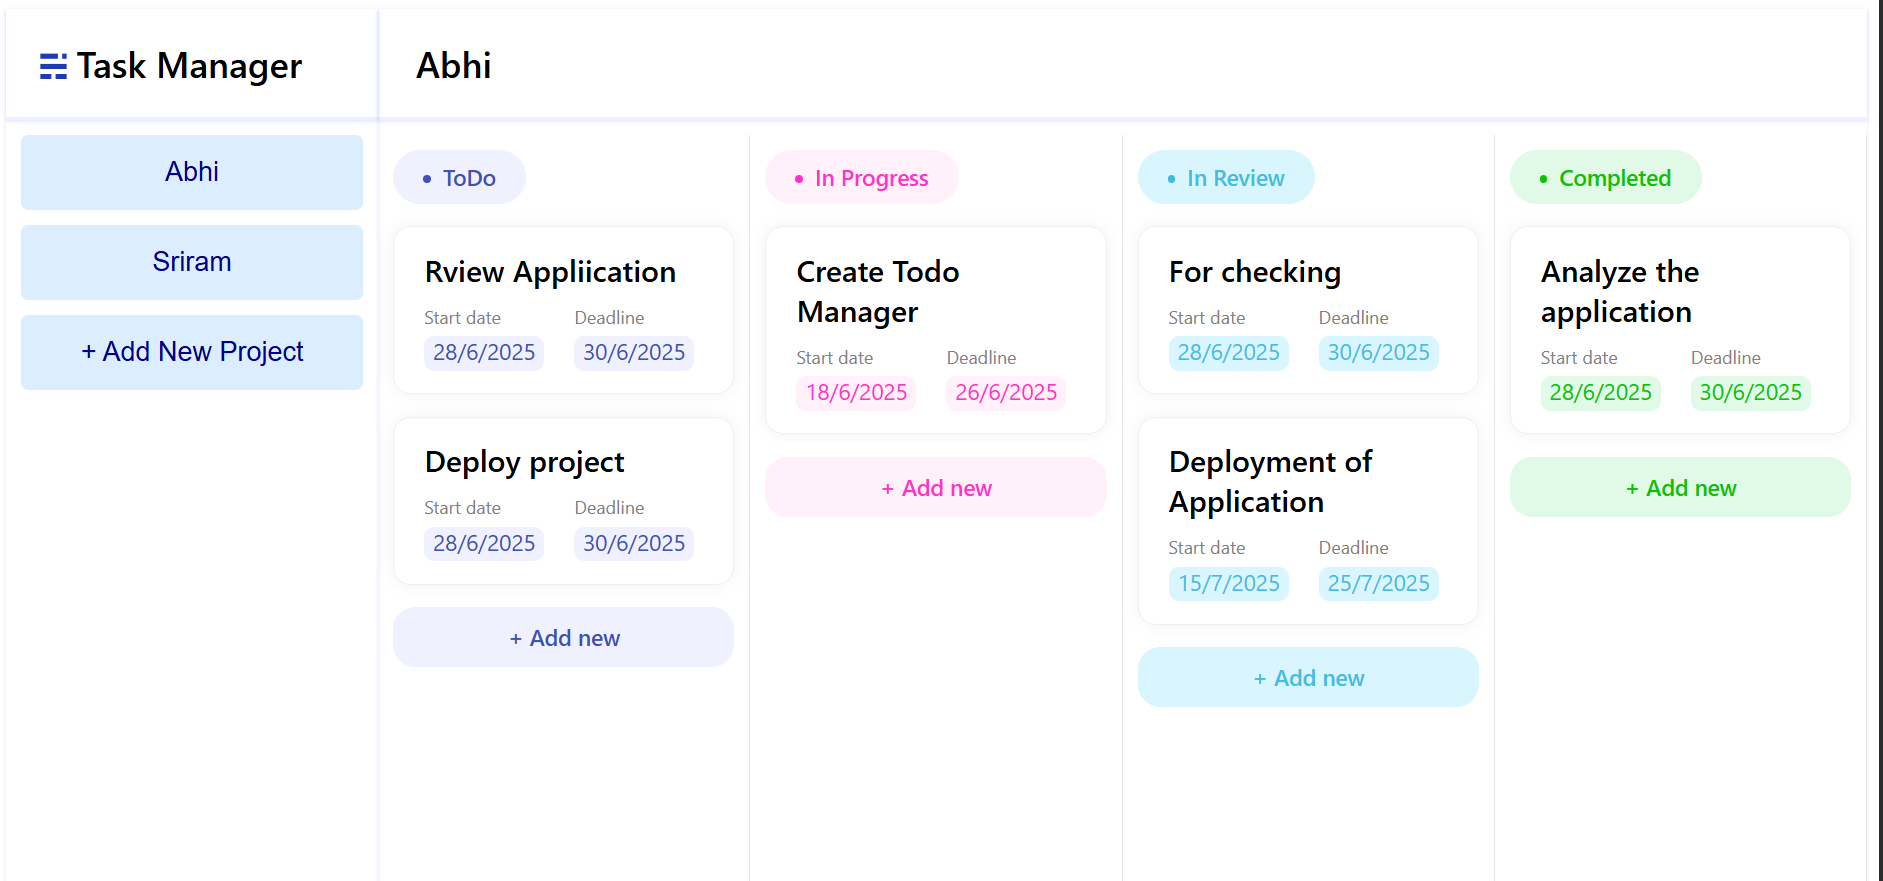 Task Manager
Abhi
Abhi
Sriram
+ Add New Project
ToDo
Rview Appliication
Start date Deadline
28/6/2025 30/6/2025
Deploy project
Start date Deadline
28/6/2025 30/6/2025
+ Add new
In Progress
Create Todo
Manager
Start date Deadline
18/6/2025 26/6/2025
+ Add new
In Review
For checking
Start date Deadline
28/6/2025 30/6/2025
Deployment of
Application
Start date Deadline
15/7/2025 25/7/2025
+ Add new
Completed
Analyze the
application
Start date Deadline
28/6/2025 30/6/2025
+ Add new